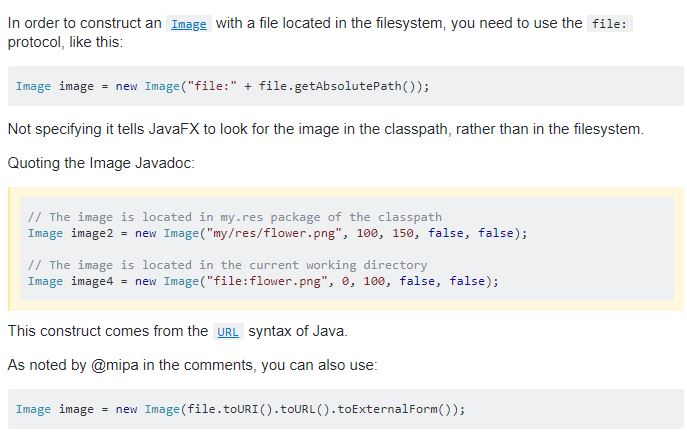 In order to construct an Image with a file located in the filesystem, you need to use the file:
protocol, like this:
Image image = new Image("file:" + file.getAbsolutePath());
Not specifying it tells JavaFX to look for the image in the classpath, rather than in the filesystem.
Quoting the Image Javadoc:
// The image is located in my.res package of the classpath
Image image2 = new Image("my/res/flower.png", 100, 150, false, false);
// The image is located in the current working directory
Image image4 = new Image("file:flower.png", 0, 100, false, false);
This construct comes from the URL syntax of Java.
As noted by @mipa in the comments, you can also use:
Image image = new Image(file.toURI().toURL().toExternalForm());